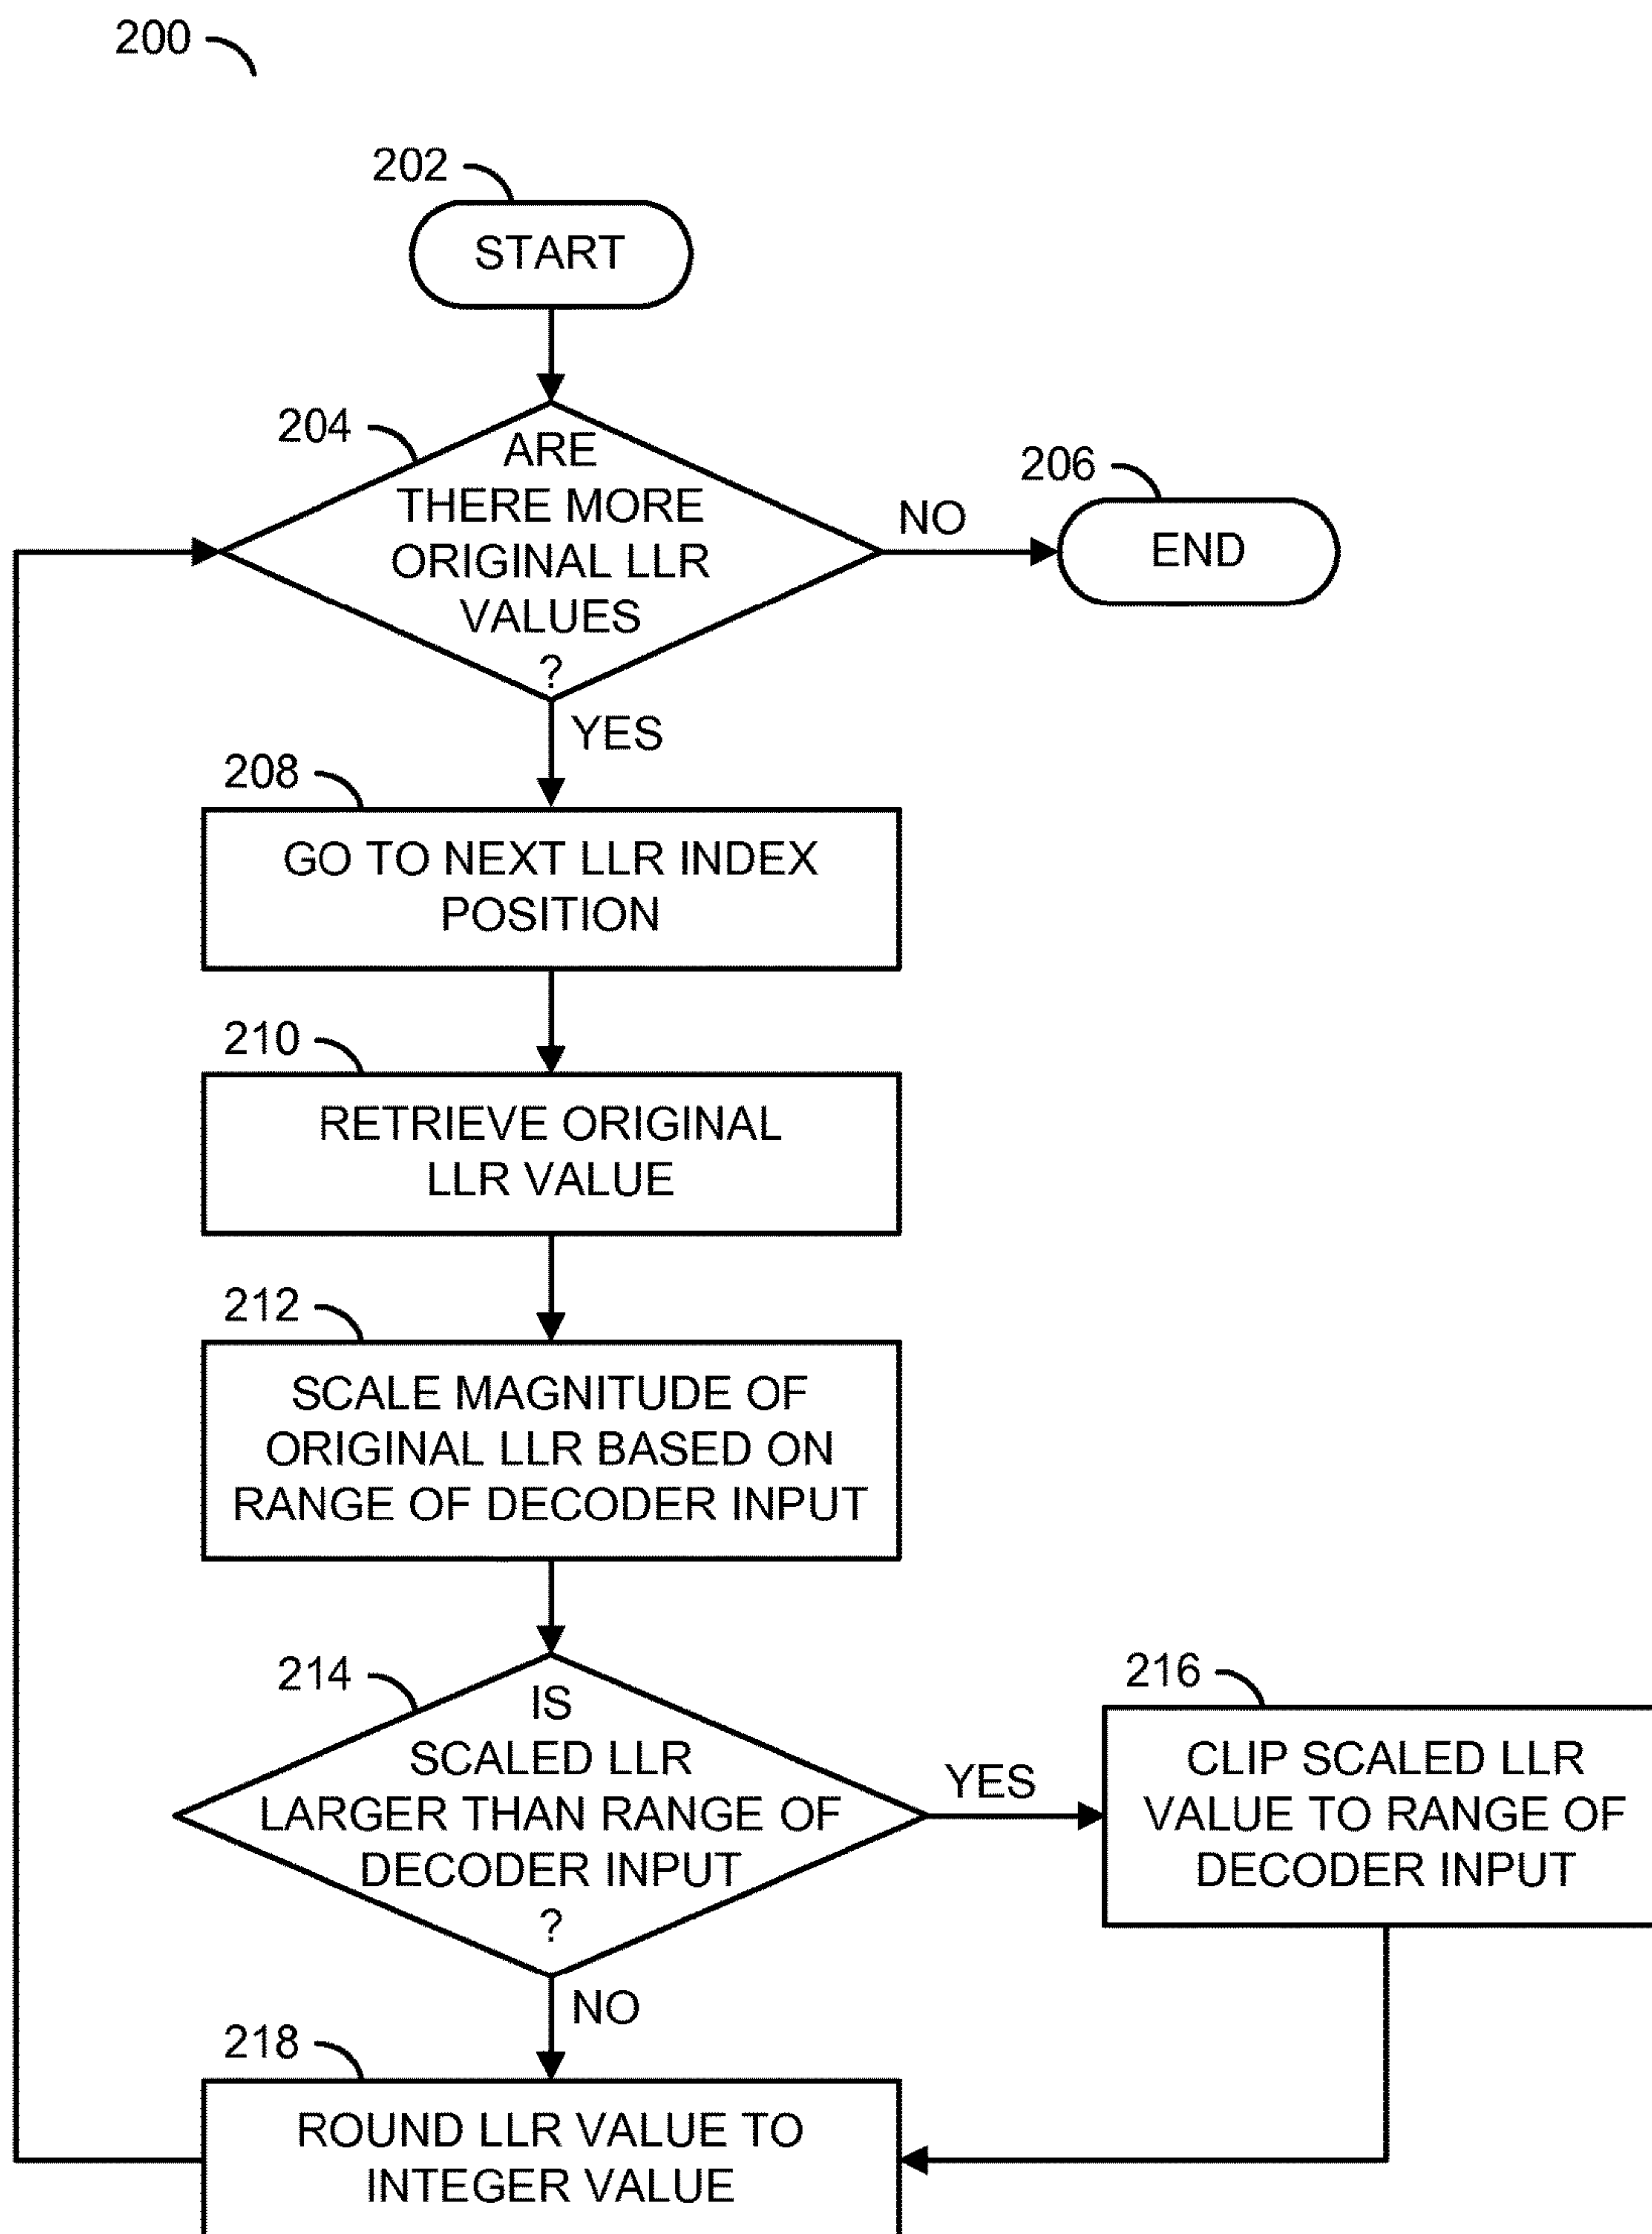 200
202
START
204
ARE
THERE MORE
ORIGINAL LLR
VALUES
?
NO
206
END
YES
208
GO TO NEXT LLR INDEX
POSITION
210
RETRIEVE ORIGINAL
LLR VALUE
212
SCALE MAGNITUDE OF
ORIGINAL LLR BASED ON
RANGE OF DECODER INPUT
214
IS
SCALED LLR
LARGER THAN RANGE OF
DECODER INPUT
?
YES
216
CLIP SCALED LLR
VALUE TO RANGE OF
DECODER INPUT
NO
218
ROUND LLR VALUE TO
INTEGER VALUE